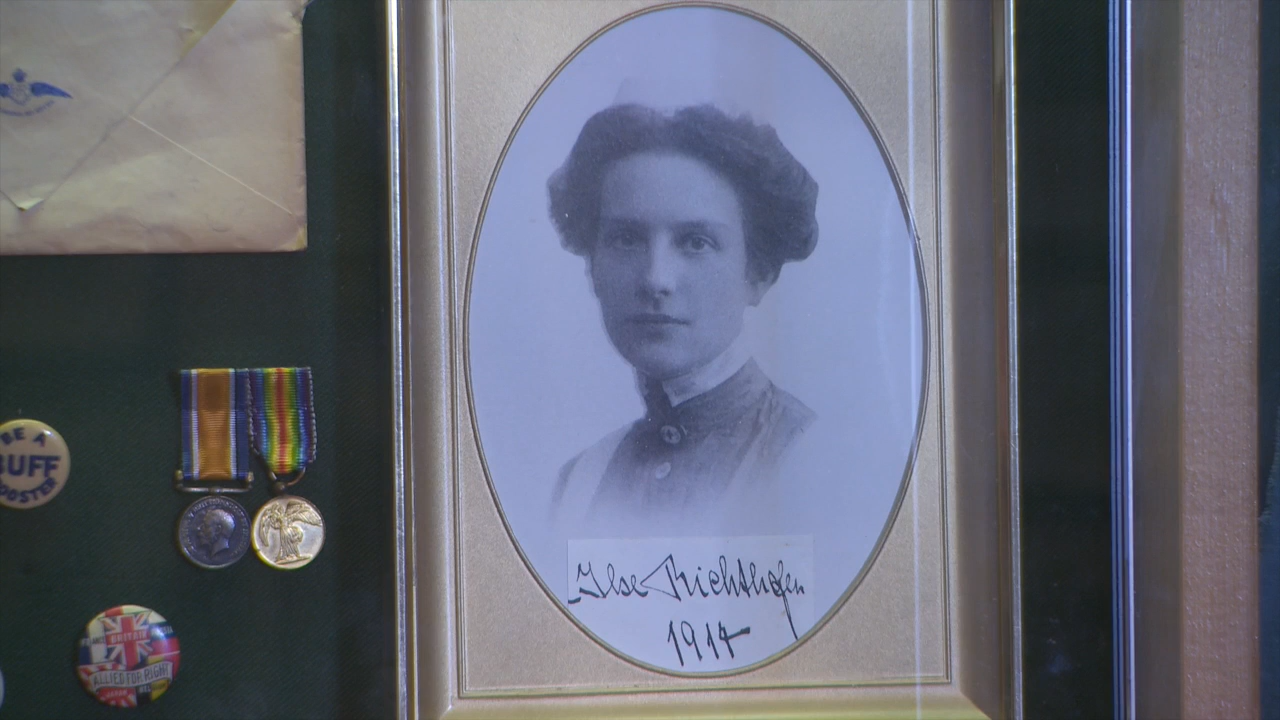 BE A
BUFF
BOOSTER
BRITAIN
ALLIED FOR RIGHT
Ilse Richthofen
1914